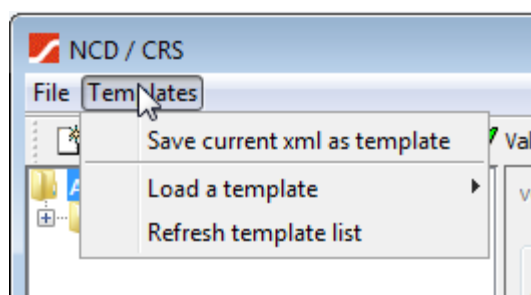 NCD / CRS
File Templates
Save current xml as template
Load a template
Refresh template list